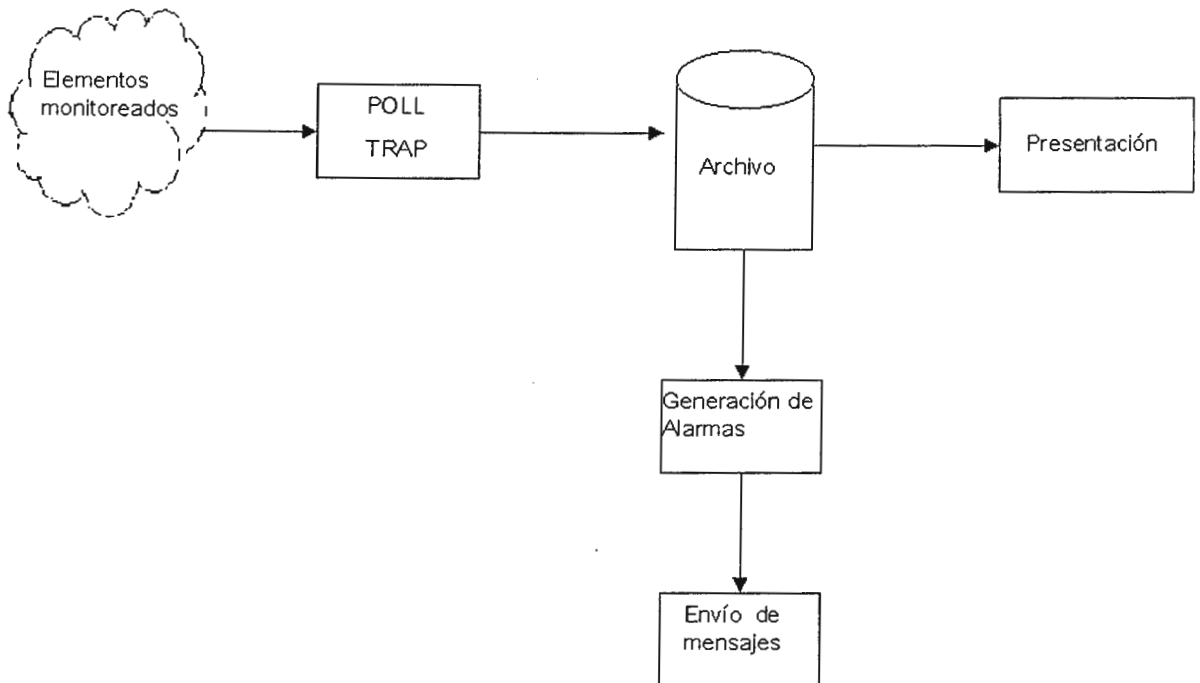 Elementos
monitoreados
POLL
TRAP
Archivo
Presentación
Generación de
Alarmas
Envío de
mensajes